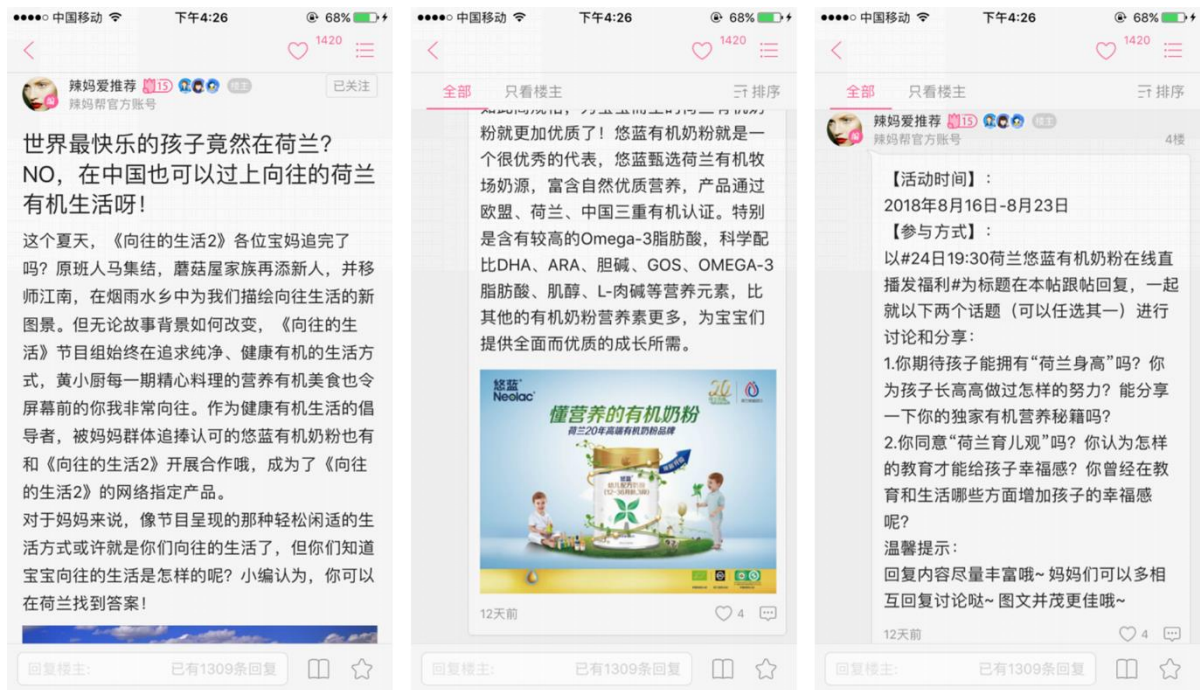 中国移动 下午4:26 68%
1420
辣妈爱推荐 15 楼主 已关注
辣妈帮官方账号
世界最快乐的孩子竟然在荷兰？
NO，在中国也可以过上向往的荷兰
有机生活呀！
这个夏天，《向往的生活2》各位宝妈追完了
吗？原班人马集结，蘑菇屋家族再添新人，并移
师江南，在烟雨水乡中为我们描绘向往生活的新
图景。但无论故事背景如何改变，《向往的生
活》节目组始终在追求纯净、健康有机的生活方
式，黄小厨每一期精心料理的营养有机美食也令
屏幕前的你我非常向往。作为健康有机生活的倡
导者，被妈妈群体追捧认可的悠蓝有机奶粉也有
和《向往的生活2》开展合作哦，成为了《向往
的生活2》的网络指定产品。
对于妈妈来说，像节目呈现的那种轻松闲适的生
活方式或许就是你们向往的生活了，但你们知道
宝宝向往的生活是怎样的呢？小编认为，你可以
在荷兰找到答案！
回复楼主: 已有1309条回复
中国移动 下午4:26 68%
1420
全部 只看楼主 排序
粉就更加优质了！悠蓝有机奶粉就是一
个很优秀的代表，悠蓝甄选荷兰有机牧
场奶源，富含自然优质营养，产品通过
欧盟、荷兰、中国三重有机认证。特别
是含有较高的Omega-3脂肪酸，科学配
比DHA、ARA、胆碱、GOS、OMEGA-3
脂肪酸、肌醇、L-肉碱等营养元素，比
其他的有机奶粉营养素更多，为宝宝们
提供全面而优质的成长所需。
悠蓝
Neolac
懂营养的有机奶粉
荷兰20年高端有机奶粉品牌
悠蓝
幼儿配方奶粉
12天前 4
回复楼主: 已有1309条回复
中国移动 下午4:26 68%
1420
全部 只看楼主 排序
辣妈爱推荐 15 楼主
辣妈帮官方账号 4楼
【活动时间】：
2018年8月16日-8月23日
【参与方式】：
以#24日19:30荷兰悠蓝有机奶粉在线直
播发福利#为标题在本帖跟帖回复，一起
就以下两个话题（可以任选其一）进行
讨论和分享：
1.你期待孩子能拥有“荷兰身高”吗？你
为孩子长高高做过怎样的努力？能分享
一下你的独家有机营养秘籍吗？
2.你同意“荷兰育儿观”吗？你认为怎样
的教育才能给孩子幸福感？你曾经在教
育和生活哪些方面增加孩子的幸福感
呢？
温馨提示：
回复内容尽量丰富哦~ 妈妈们可以多相
互回复讨论哒~ 图文并茂更佳哦~
12天前 4
回复楼主: 已有1309条回复